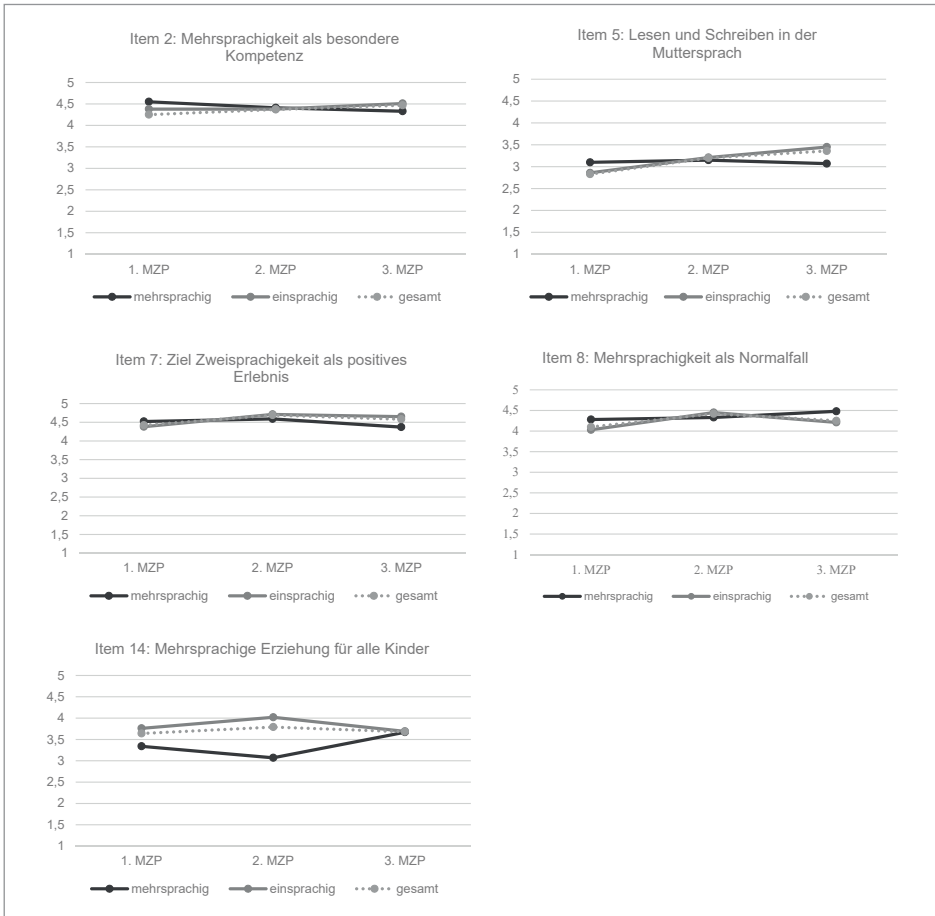 Item 2: Mehrsprachigkeit als besondere
Kompetenz
5
4,5
4
3,5
3
2,5
2
1,5
1
1. MZP 2. MZP 3. MZP
mehrsprachig einsprachig gesamt
Item 5: Lesen und Schreiben in der
Muttersprach
5
4,5
4
3,5
3
2,5
2
1,5
1
1. MZP 2. MZP 3. MZP
mehrsprachig einsprachig gesamt
Item 7: Ziel Zweisprachigekeit als positives
Erlebnis
5
4,5
4
3,5
3
2,5
2
1,5
1
1. MZP 2. MZP 3. MZP
mehrsprachig einsprachig gesamt
Item 8: Mehrsprachigkeit als Normalfall
5
4,5
4
3,5
3
2,5
2
1,5
1
1. MZP 2. MZP 3. MZP
mehrsprachig einsprachig gesamt
Item 14: Mehrsprachige Erziehung für alle Kinder
5
4,5
4
3,5
3
2,5
2
1,5
1
1. MZP 2. MZP 3. MZP
mehrsprachig einsprachig gesamt